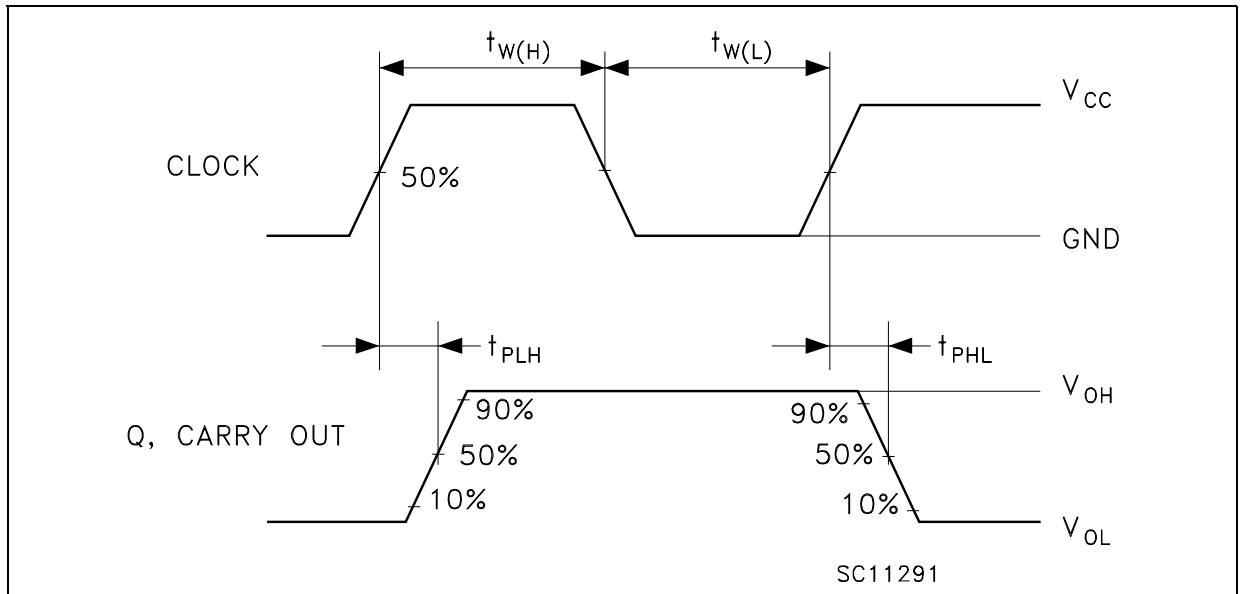 tW(H)
tW(L)
VCC
CLOCK
50%
GND
tPLH
tPHL
VOH
90%
90%
Q, CARRY OUT
50%
50%
10%
10%
VOL
SC11291